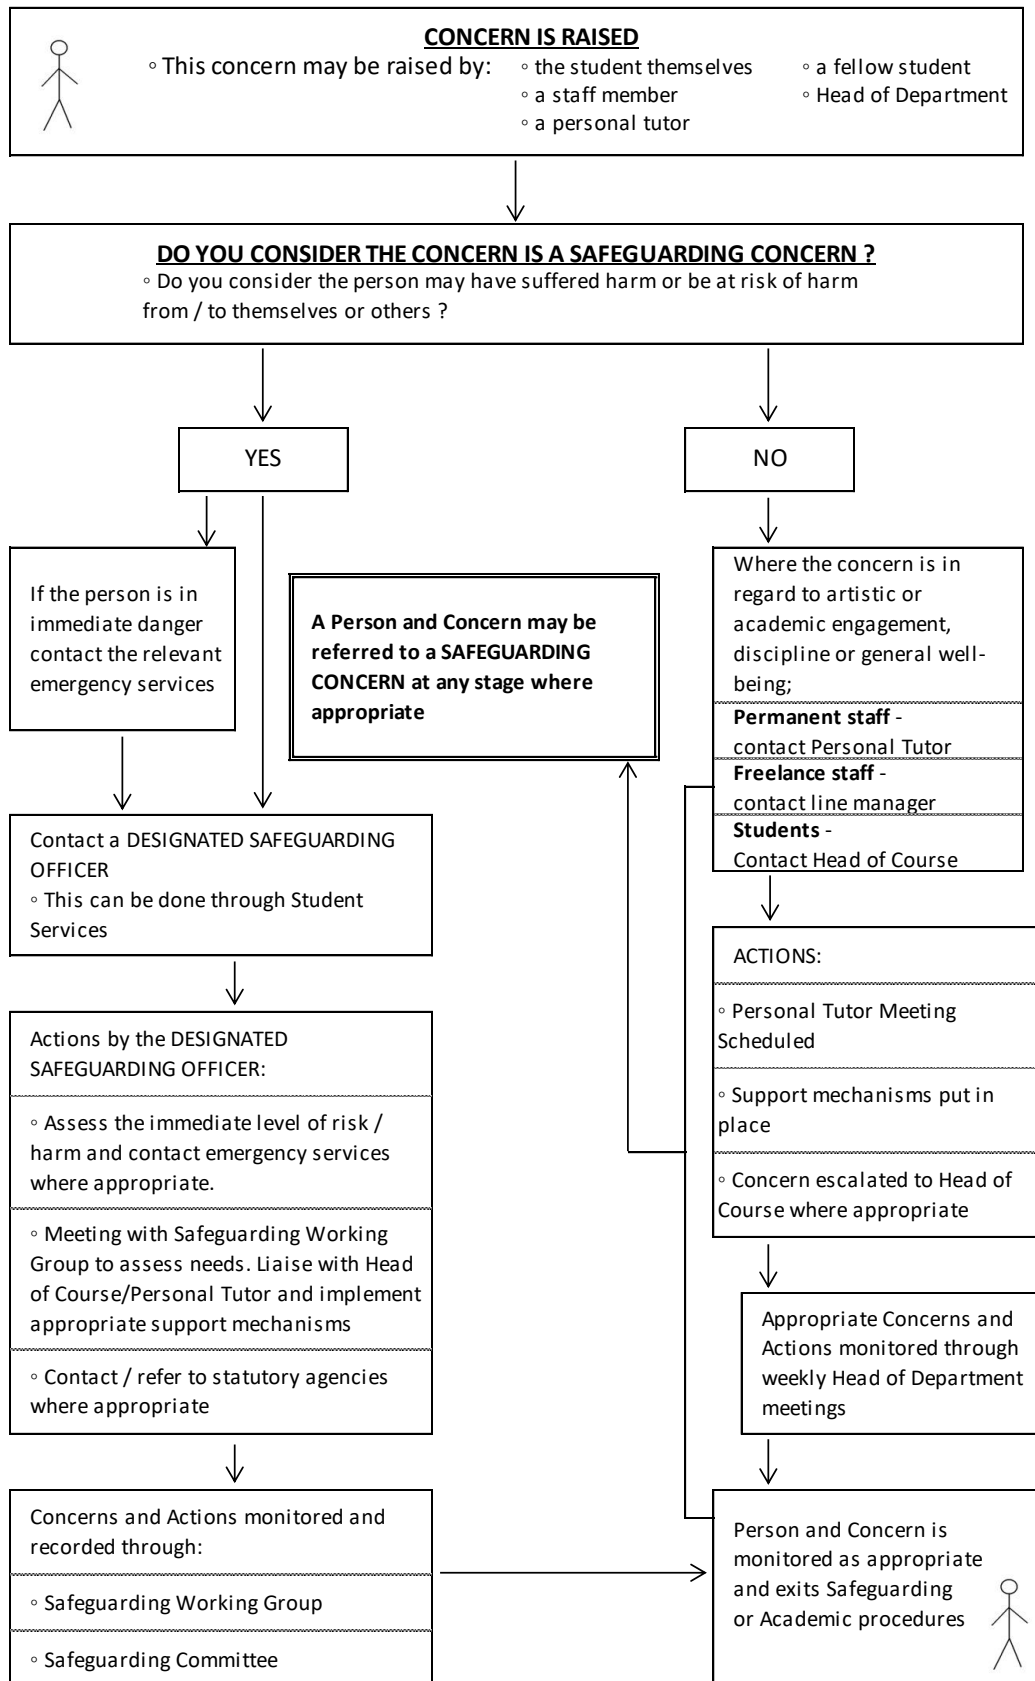 CONCERN IS RAISED
◦ This concern may be raised by:
◦ the student themselves
◦ a staff member
◦ a personal tutor
◦ a fellow student
◦ Head of Department
DO YOU CONSIDER THE CONCERN IS A SAFEGUARDING CONCERN ?
◦ Do you consider the person may have suffered harm or be at risk of harm
from / to themselves or others ?
YES
NO
If the person is in
immediate danger
contact the relevant
emergency services
A Person and Concern may be
referred to a SAFEGUARDING
CONCERN at any stage where
appropriate
Where the concern is in
regard to artistic or
academic engagement,
discipline or general well-
being;
Permanent staff -
contact Personal Tutor
Freelance staff -
contact line manager
Students -
Contact Head of Course
Contact a DESIGNATED SAFEGUARDING
OFFICER
◦ This can be done through Student
Services
ACTIONS:
◦ Personal Tutor Meeting
Scheduled
◦ Support mechanisms put in
place
◦ Concern escalated to Head of
Course where appropriate
Actions by the DESIGNATED
SAFEGUARDING OFFICER:
◦ Assess the immediate level of risk /
harm and contact emergency services
where appropriate.
◦ Meeting with Safeguarding Working
Group to assess needs. Liaise with Head
of Course/Personal Tutor and implement
appropriate support mechanisms
◦ Contact / refer to statutory agencies
where appropriate
Appropriate Concerns and
Actions monitored through
weekly Head of Department
meetings
Concerns and Actions monitored and
recorded through:
◦ Safeguarding Working Group
◦ Safeguarding Committee
Person and Concern is
monitored as appropriate
and exits Safeguarding
or Academic procedures